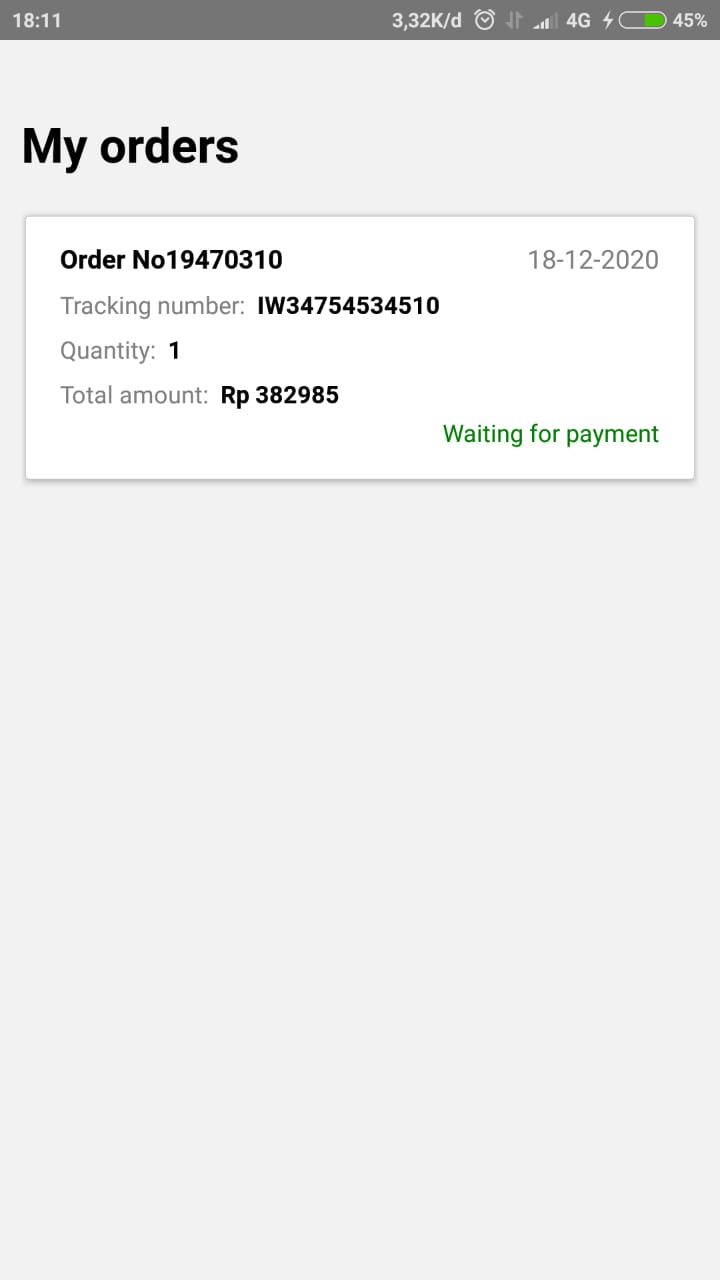 18:11 3,32K/d 4G 45%
My orders
Order No19470310 18-12-2020
Tracking number: IW34754534510
Quantity: 1
Total amount: Rp 382985
Waiting for payment